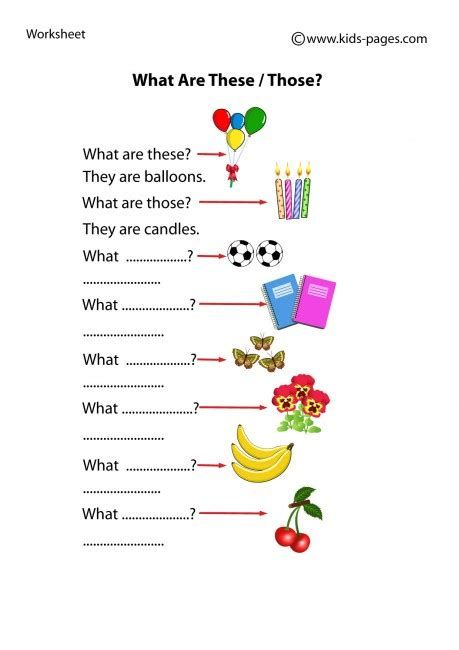 Worksheet
©www.kids-pages.com
What Are These / Those?
What are these?
They are balloons.
What are those?
They are candles.
What ..................?
.......................
What ....................?
........................
What ...................?
........................
What .....................?
........................
What ...................?
.......................
What ....................?
........................